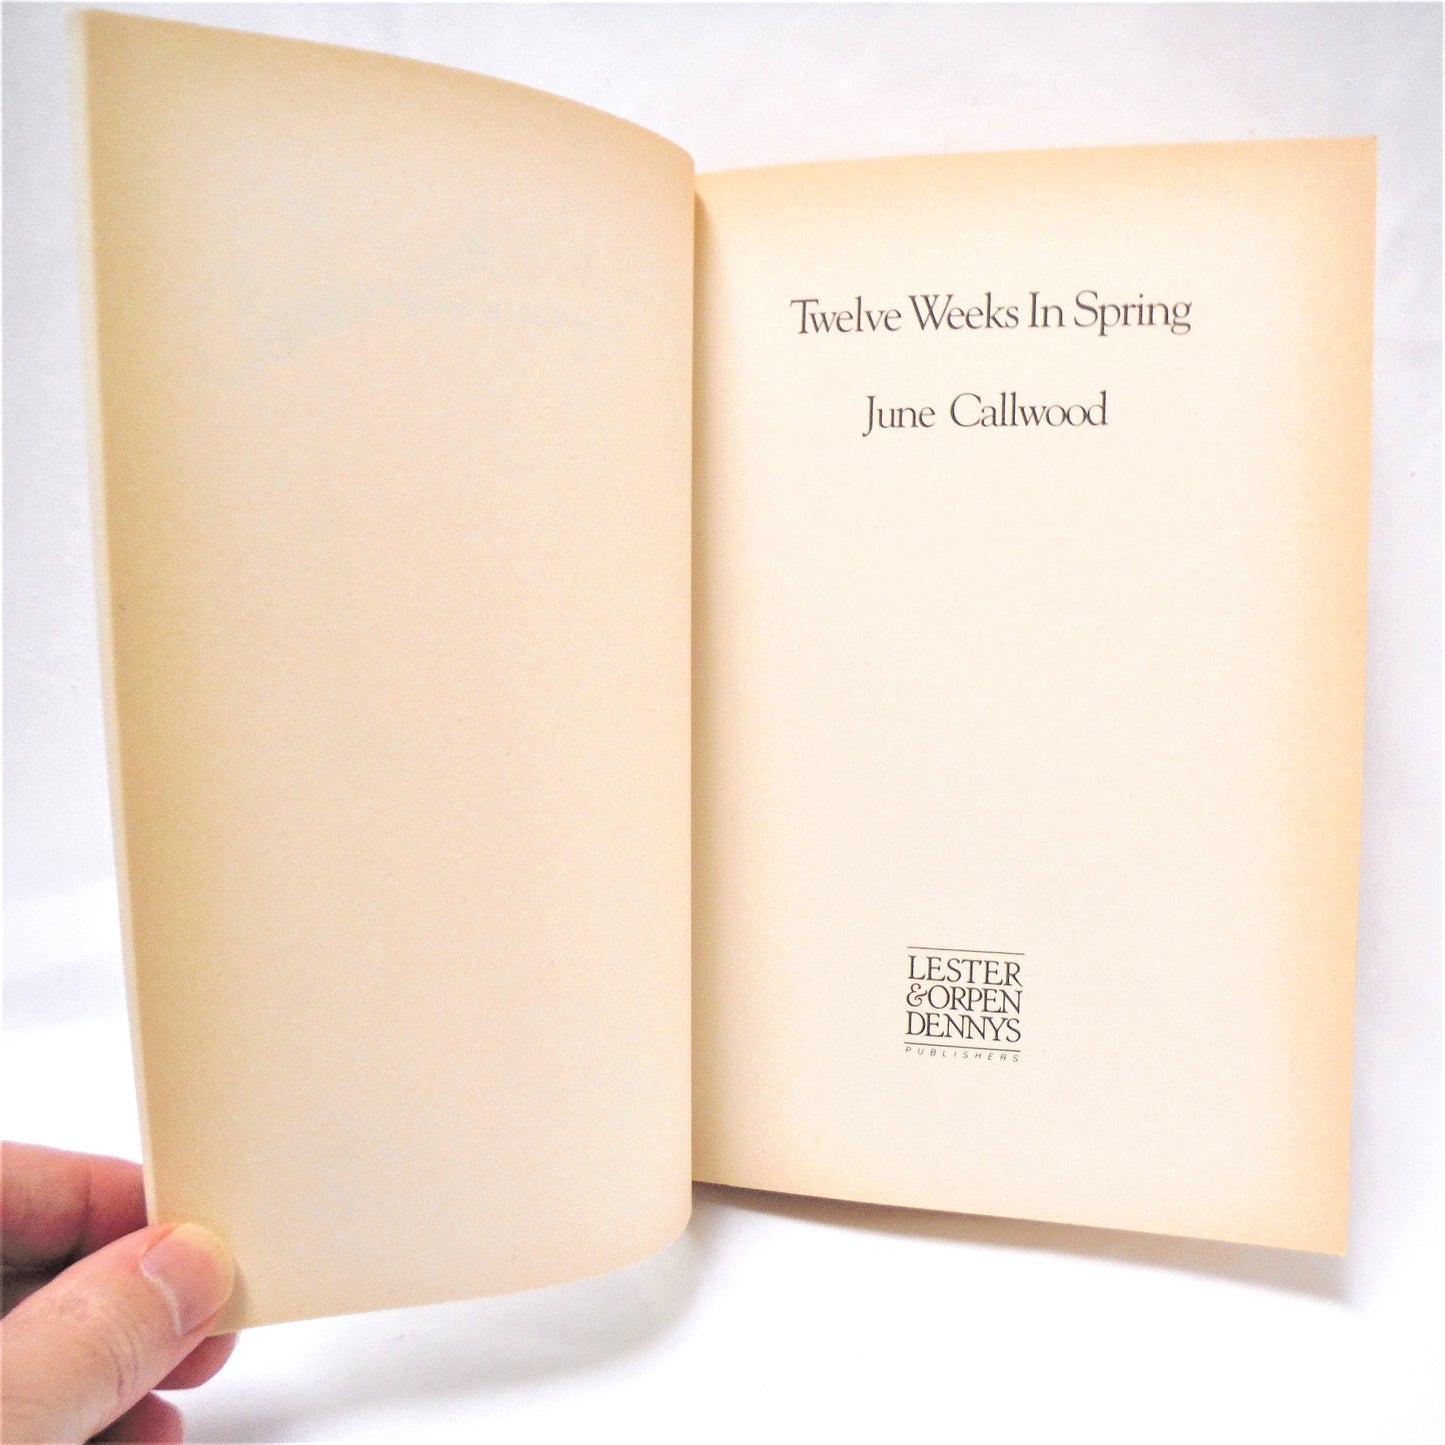 Twelve Weeks In Spring
June Callwood
LESTER
&ORPEN
DENNYS
PUBLISHERS